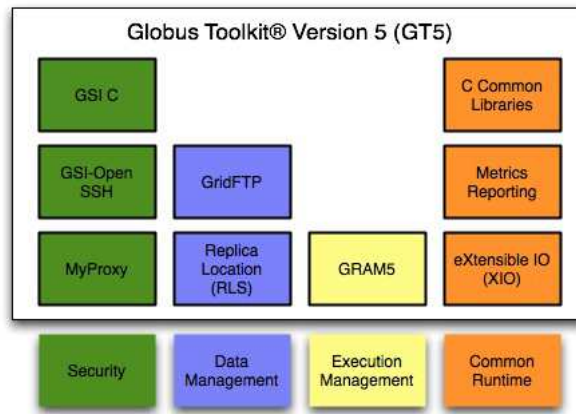 Globus Toolkit® Version 5 (GT5)
GSI C
C Common
Libraries
GSI-Open
SSH
GridFTP
Metrics
Reporting
MyProxy
Replica
Location
(RLS)
GRAM5
eXtensible IO
(XIO)
Security
Data
Management
Execution
Management
Common
Runtime